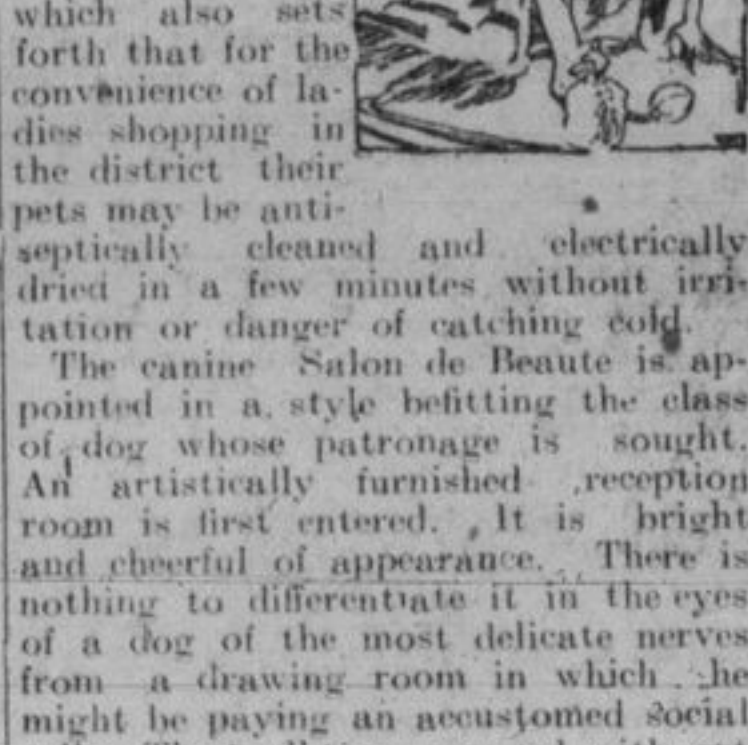 which also sets
forth that for the
convenience of la-
dies shopping in
the district their
pets may be anti-
septically cleaned and electrically
dried in a few minutes without irri-
tation or danger of catching cold.
The canine Salon de Beaute is ap-
pointed in a style befitting the class
of dog whose patronage is sought.
An artistically furnished reception
room is first entered. It is bright
and cheerful of appearance. There is
nothing to differentiate it in the eyes
of a dog of the most delicate nerves
from a drawing room in which he
might be paying an accustomed social